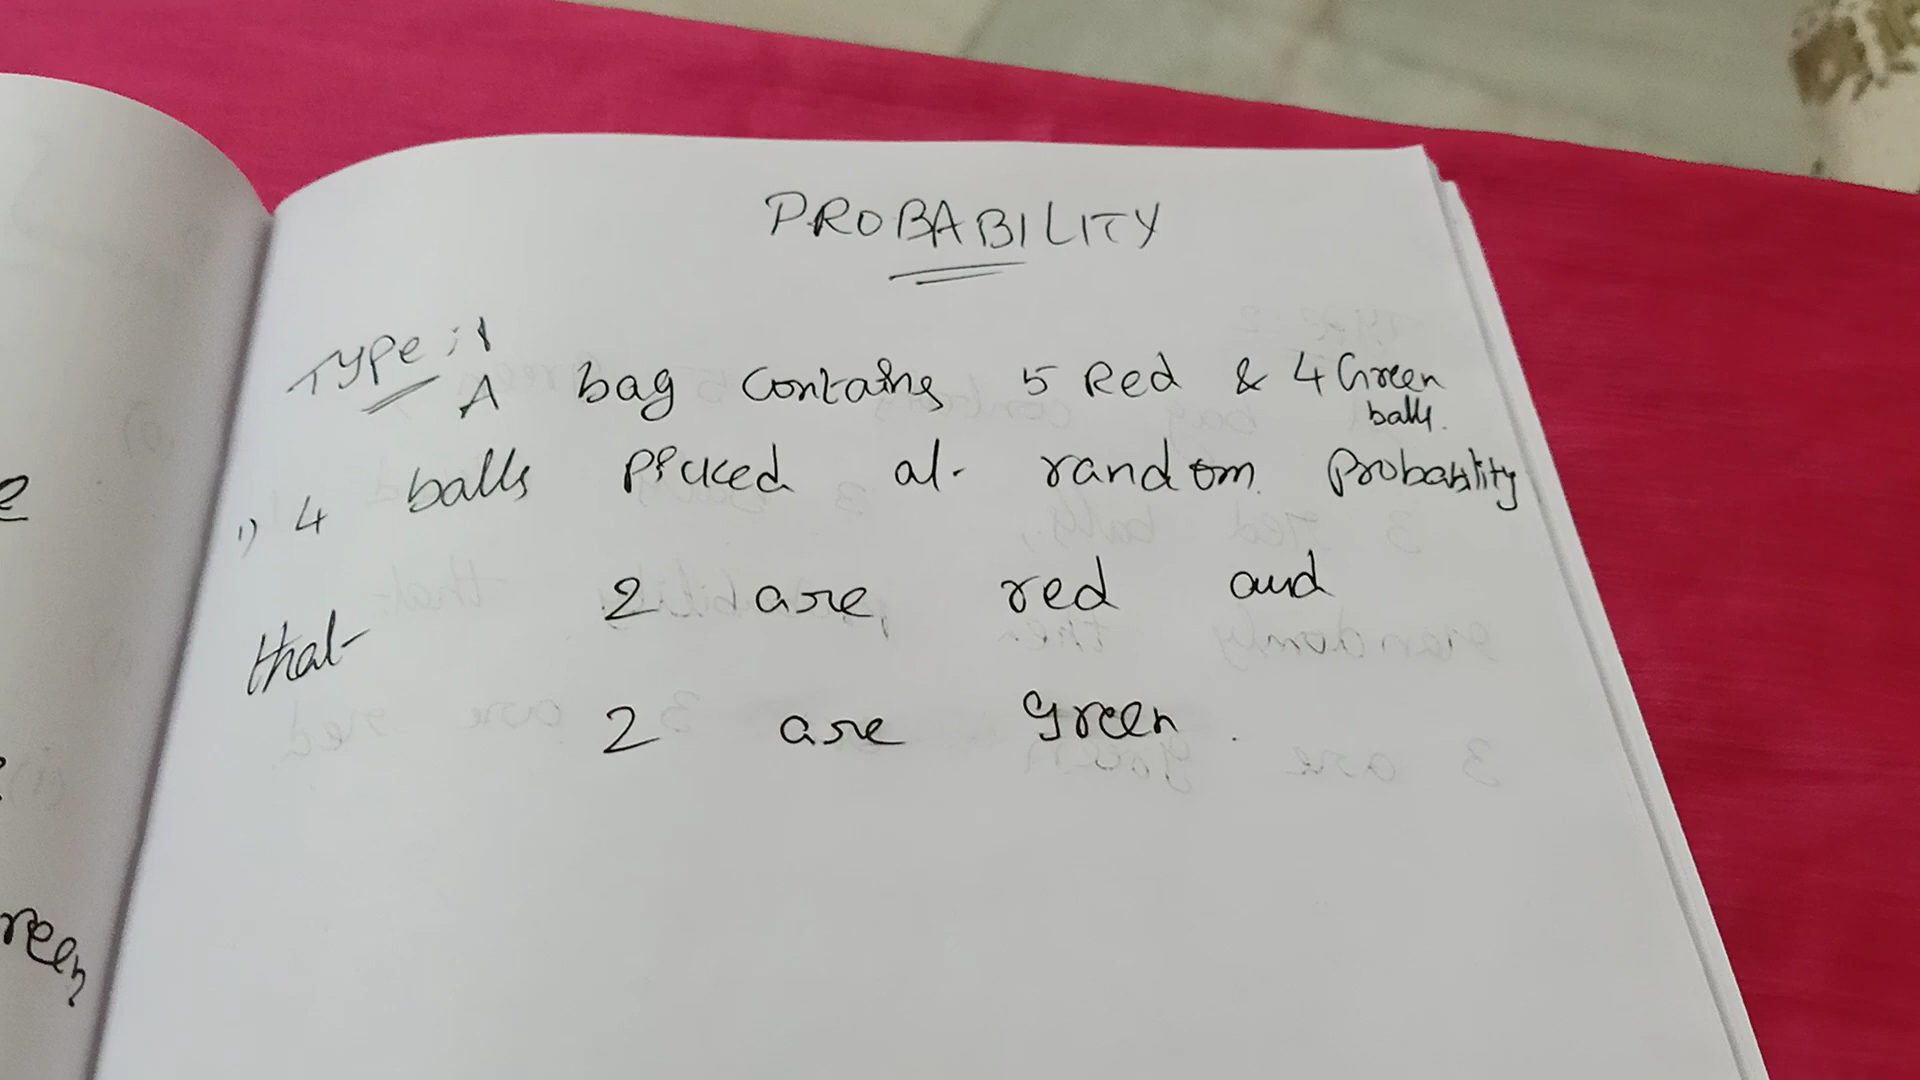 PROBABILITY
Type : 1
A bag contains 5 Red & 4 Green
balls.
1) 4 balls picked at random. Probability
that 2 are red and
2 are green.
e
reen